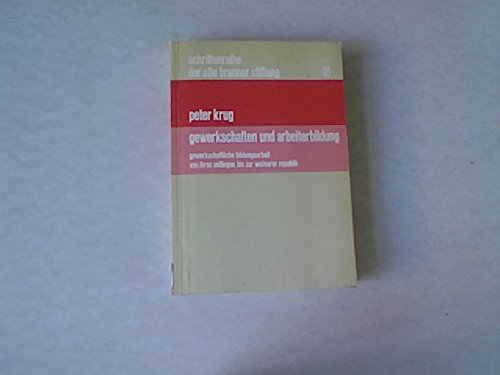 schriftenreihe
der otto brenner stiftung 18
peter krug
gewerkschaften und arbeiterbildung
gewerkschaftliche bildungsarbeit
von ihren anfängen bis zur weimarer republik